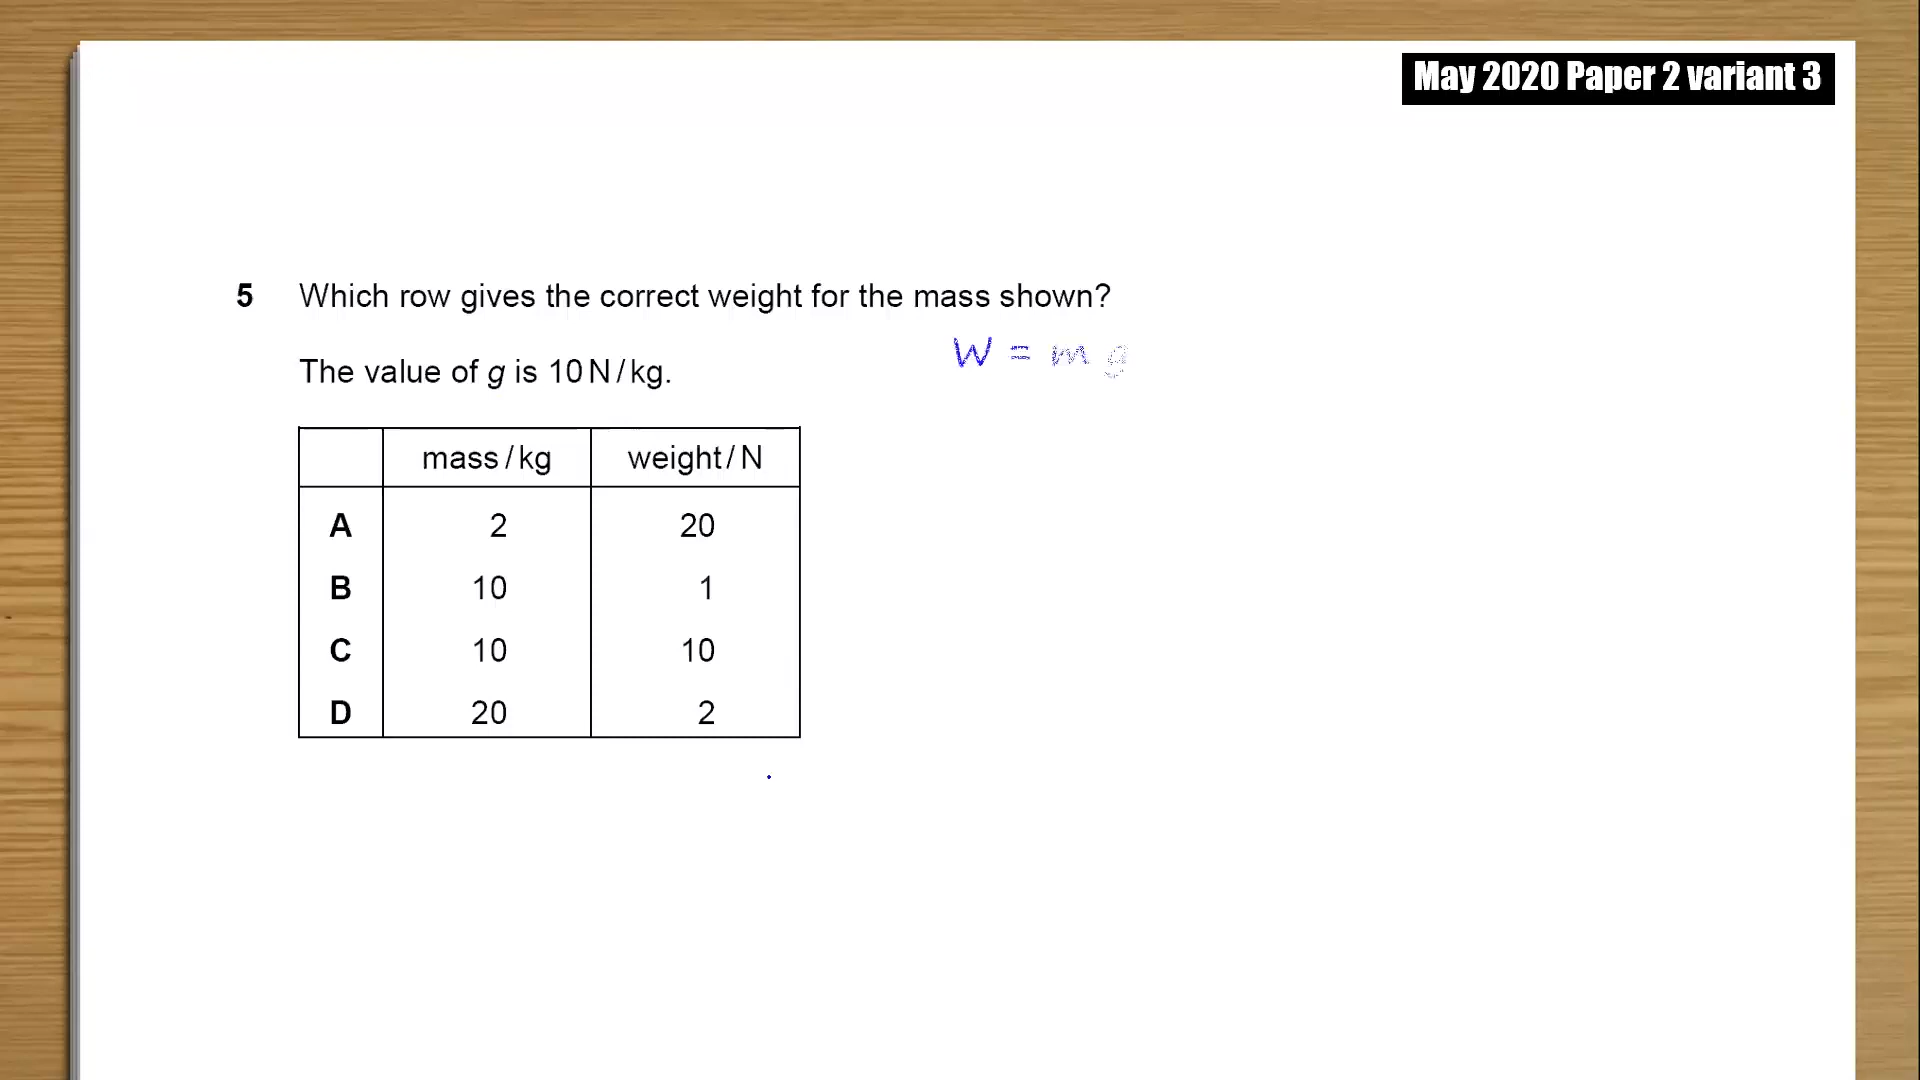 May 2020 Paper 2 variant 3
5 Which row gives the correct weight for the mass shown?
W = m g
The value of g is 10 N/kg.
mass/kg weight/N
A 2 20
B 10 1
C 10 10
D 20 2